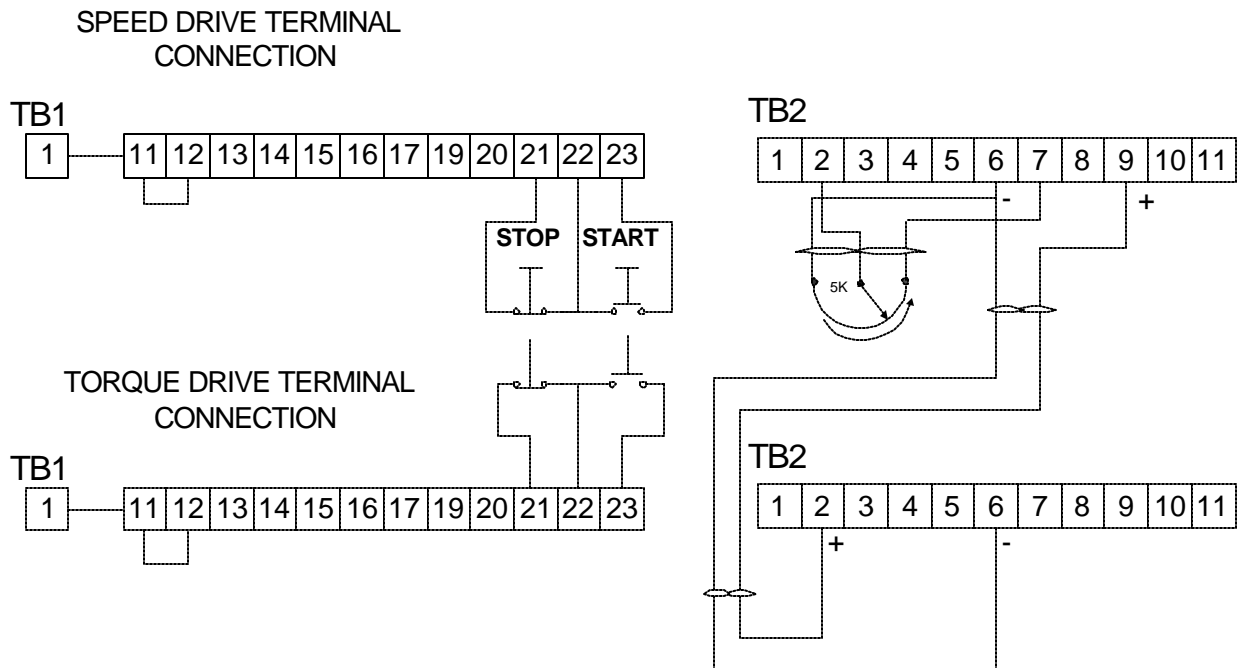 SPEED DRIVE TERMINAL
CONNECTION
TB1
1 11 12 13 14 15 16 17 19 20 21 22 23
STOP START
TB2
1 2 3 4 5 6 7 8 9 10 11
- +
5K
TORQUE DRIVE TERMINAL
CONNECTION
TB1
1 11 12 13 14 15 16 17 19 20 21 22 23
TB2
1 2 3 4 5 6 7 8 9 10 11
+ -